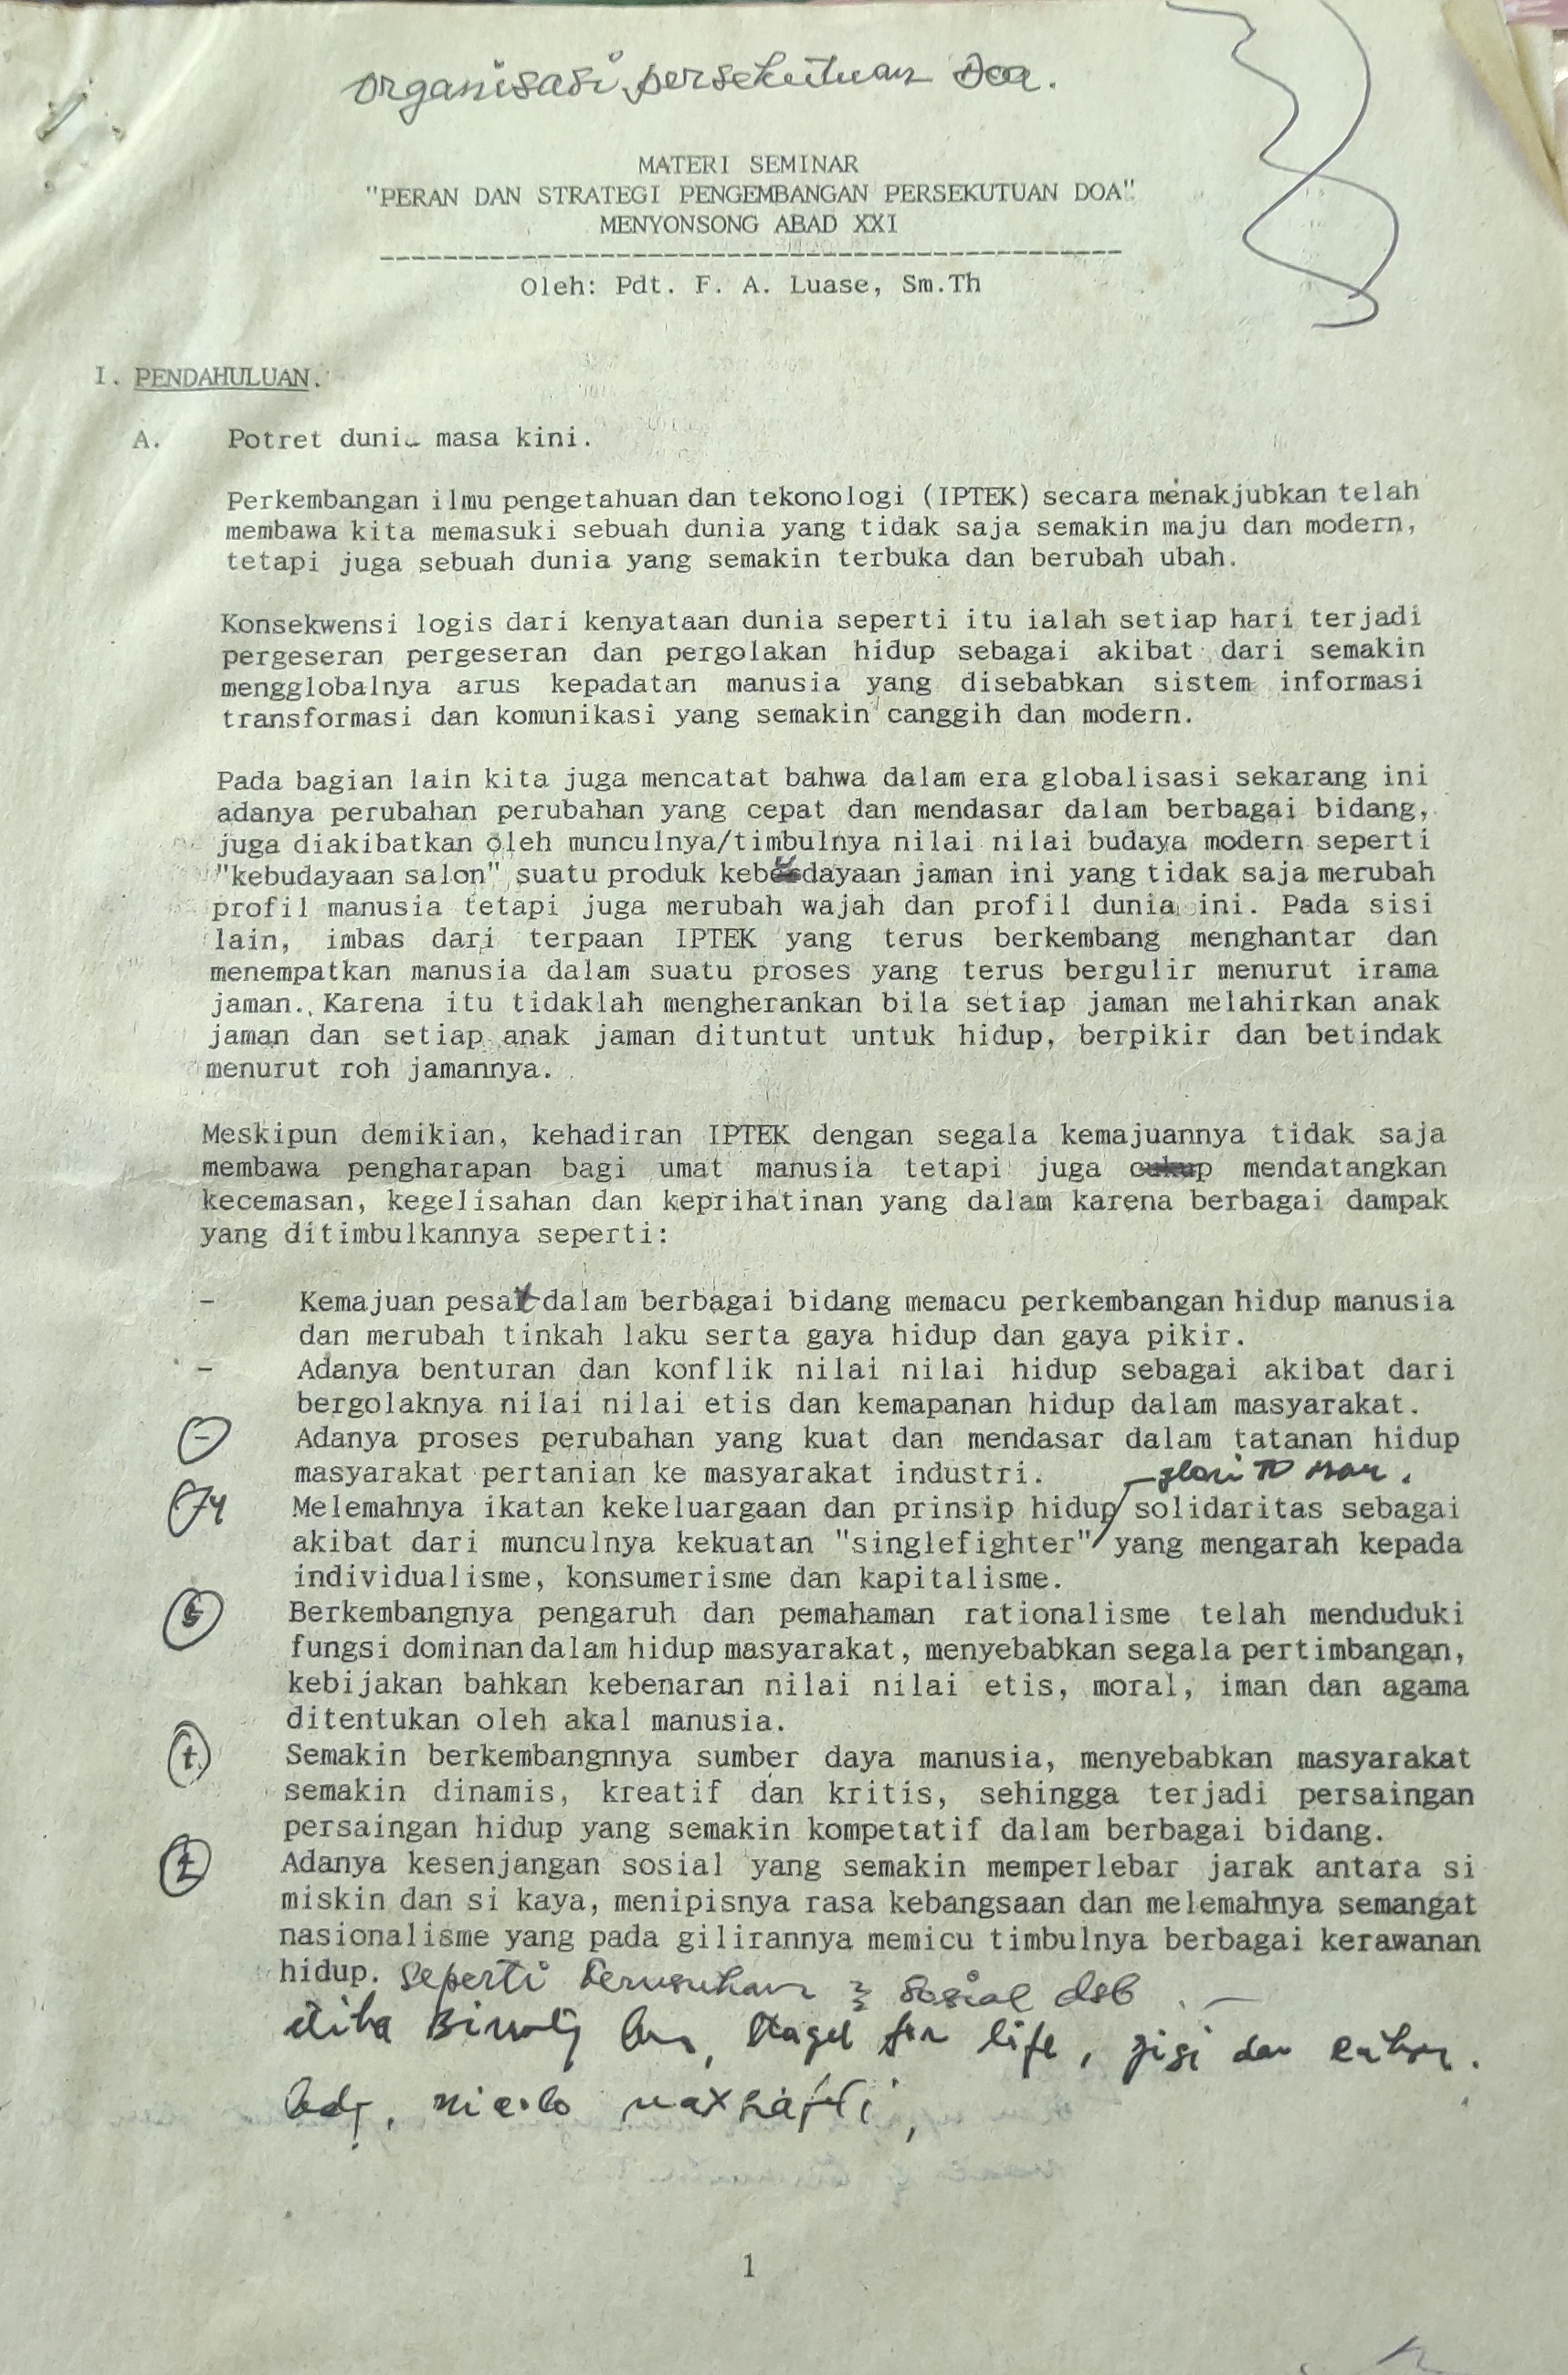 organisasi persekutuan Doa.
MATERI SEMINAR
"PERAN DAN STRATEGI PENGEMBANGAN PERSEKUTUAN DOA"
MENYONSONG ABAD XXI
-----------------------------------------------
Oleh: Pdt. F. A. Luase, Sm.Th
I. PENDAHULUAN.
A. Potret dunia masa kini.
Perkembangan ilmu pengetahuan dan tekonologi (IPTEK) secara menakjubkan telah
membawa kita memasuki sebuah dunia yang tidak saja semakin maju dan modern,
tetapi juga sebuah dunia yang semakin terbuka dan berubah ubah.
Konsekwensi logis dari kenyataan dunia seperti itu ialah setiap hari terjadi
pergeseran pergeseran dan pergolakan hidup sebagai akibat dari semakin
mengglobalnya arus kepadatan manusia yang disebabkan sistem informasi
transformasi dan komunikasi yang semakin canggih dan modern.
Pada bagian lain kita juga mencatat bahwa dalam era globalisasi sekarang ini
adanya perubahan perubahan yang cepat dan mendasar dalam berbagai bidang,
juga diakibatkan oleh munculnya/timbulnya nilai nilai budaya modern seperti
"kebudayaan salon" suatu produk kebudayaan jaman ini yang tidak saja merubah
profil manusia tetapi juga merubah wajah dan profil dunia ini. Pada sisi
lain, imbas dari terpaan IPTEK yang terus berkembang menghantar dan
menempatkan manusia dalam suatu proses yang terus bergulir menurut irama
jaman. Karena itu tidaklah mengherankan bila setiap jaman melahirkan anak
jaman dan setiap anak jaman dituntut untuk hidup, berpikir dan betindak
menurut roh jamannya.
Meskipun demikian, kehadiran IPTEK dengan segala kemajuannya tidak saja
membawa pengharapan bagi umat manusia tetapi juga cukup mendatangkan
kecemasan, kegelisahan dan keprihatinan yang dalam karena berbagai dampak
yang ditimbulkannya seperti:
- Kemajuan pesat dalam berbagai bidang memacu perkembangan hidup manusia
dan merubah tinkah laku serta gaya hidup dan gaya pikir.
- Adanya benturan dan konflik nilai nilai hidup sebagai akibat dari
bergolaknya nilai nilai etis dan kemapanan hidup dalam masyarakat.
- Adanya proses perubahan yang kuat dan mendasar dalam tatanan hidup
masyarakat pertanian ke masyarakat industri.
Melemahnya ikatan kekeluargaan dan prinsip hidup solidaritas sebagai
akibat dari munculnya kekuatan "singlefighter" yang mengarah kepada
individualisme, konsumerisme dan kapitalisme.
Berkembangnya pengaruh dan pemahaman rationalisme telah menduduki
fungsi dominan dalam hidup masyarakat, menyebabkan segala pertimbangan,
kebijakan bahkan kebenaran nilai nilai etis, moral, iman dan agama
ditentukan oleh akal manusia.
Semakin berkembangnnya sumber daya manusia, menyebabkan masyarakat
semakin dinamis, kreatif dan kritis, sehingga terjadi persaingan
persaingan hidup yang semakin kompetatif dalam berbagai bidang.
Adanya kesenjangan sosial yang semakin memperlebar jarak antara si
miskin dan si kaya, menipisnya rasa kebangsaan dan melemahnya semangat
nasionalisme yang pada gilirannya memicu timbulnya berbagai kerawanan
hidup. seperti kerusuhan sosial dsb
life, gigi dan
1